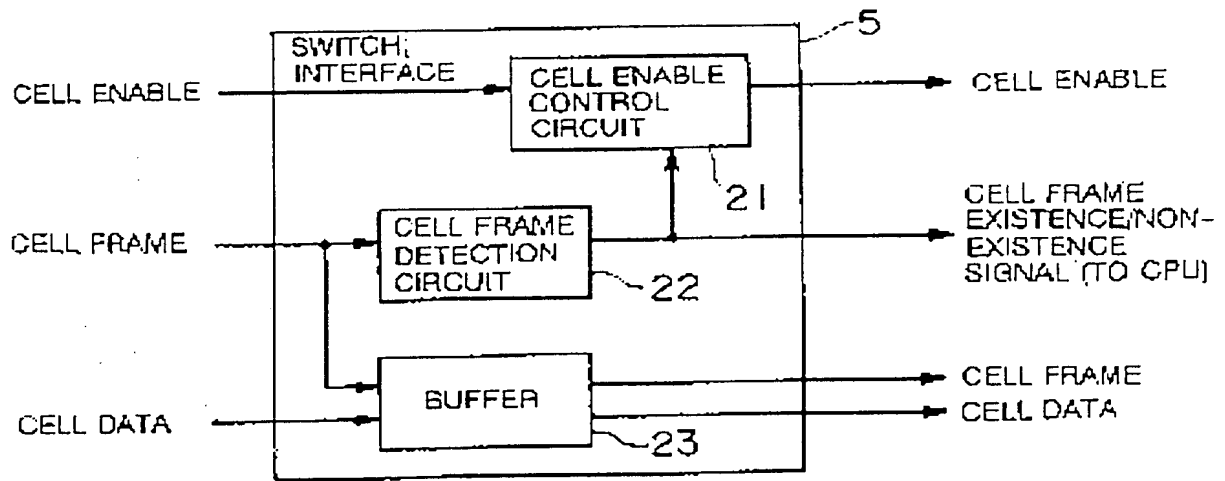 SWITCH
INTERFACE
5
CELL ENABLE
CELL ENABLE
CONTROL
CIRCUIT
CELL ENABLE
21
CELL FRAME
CELL FRAME
DETECTION
CIRCUIT
22
CELL FRAME
EXISTENCE/NON-
EXISTENCE
SIGNAL (TO CPU)
BUFFER
23
CELL DATA
CELL FRAME
CELL DATA